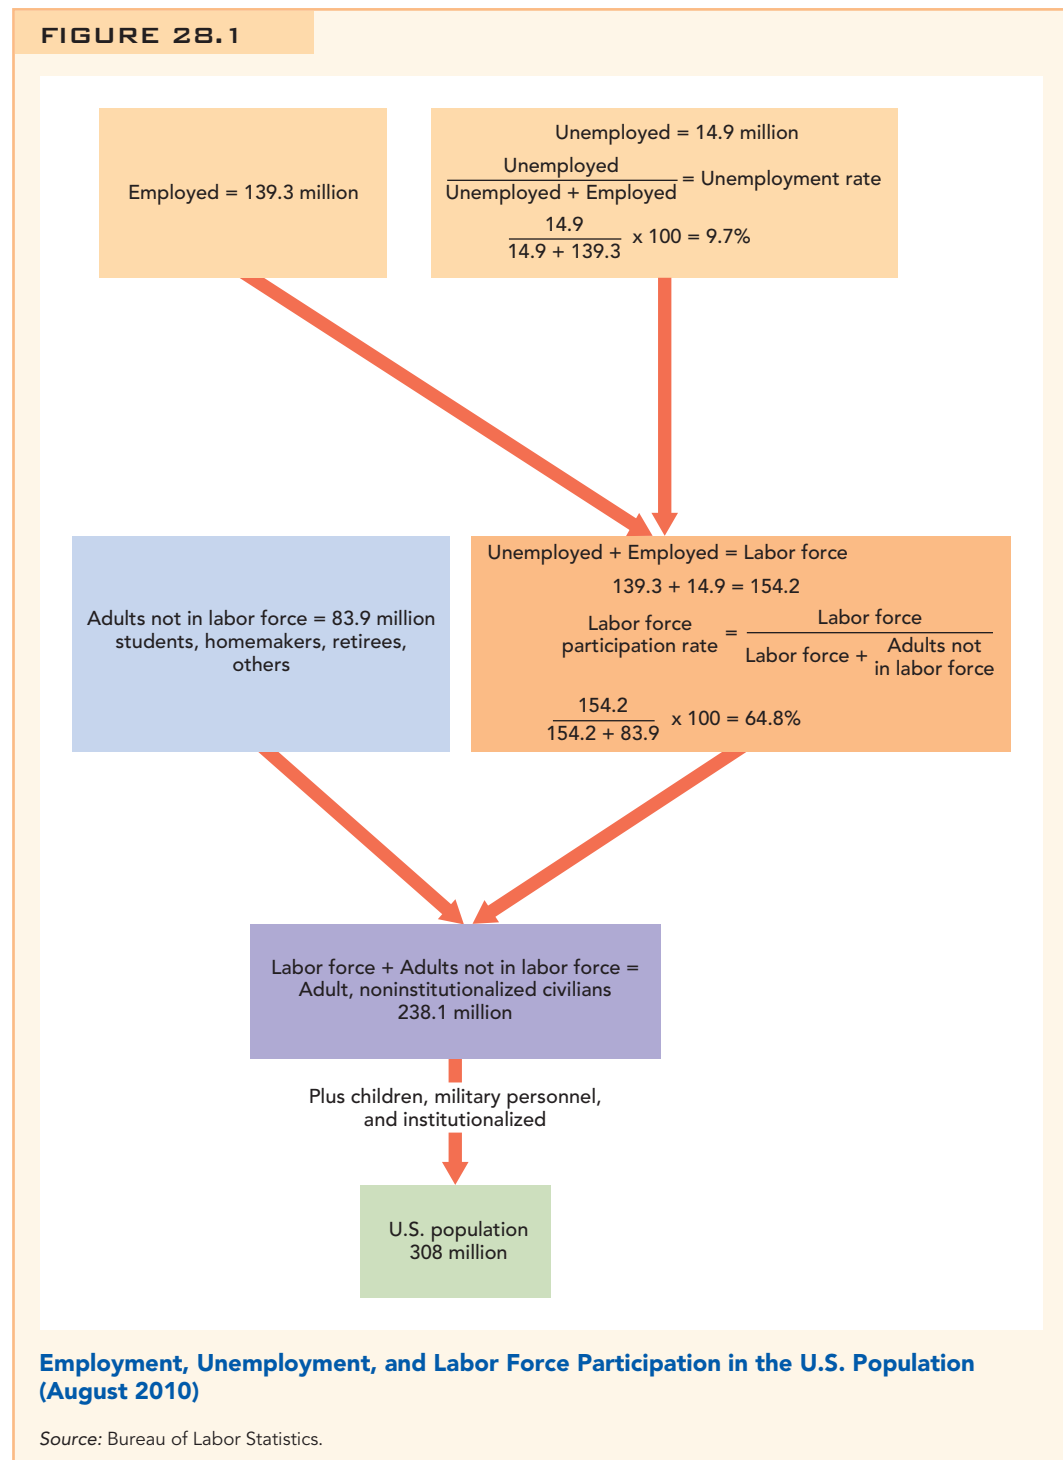 FIGURE 28.1
Employed = 139.3 million
Unemployed = 14.9 million
Unemployed
Unemployed + Employed = Unemployment rate
14.9
14.9 + 139.3 x 100 = 9.7%
Adults not in labor force = 83.9 million
students, homemakers, retirees,
others
Unemployed + Employed = Labor force
139.3 + 14.9 = 154.2
Labor force
participation rate = Labor force
Labor force + Adults not
in labor force
154.2
154.2 + 83.9 x 100 = 64.8%
Labor force + Adults not in labor force =
Adult, noninstitutionalized civilians
238.1 million
Plus children, military personnel,
and institutionalized
U.S. population
308 million
Employment, Unemployment, and Labor Force Participation in the U.S. Population
(August 2010)
Source: Bureau of Labor Statistics.